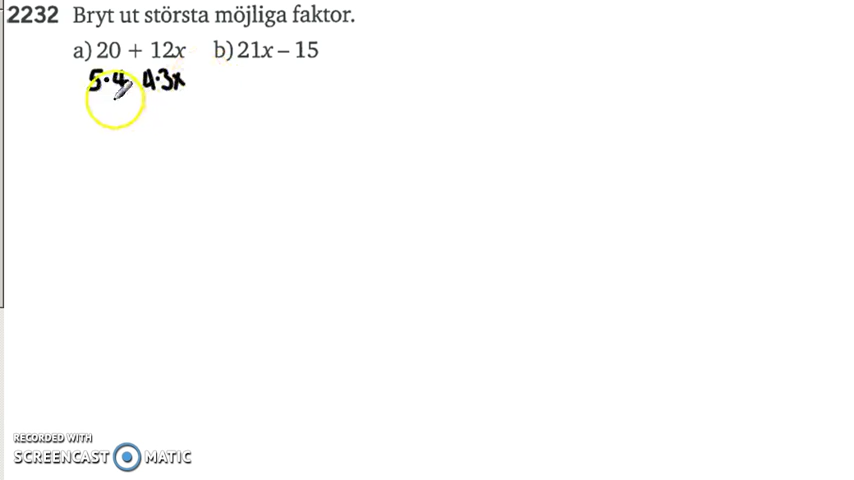 2232 Bryt ut största möjliga faktor.
a) 20 + 12x b) 21x – 15
5·4 4·3x
RECORDED WITH
SCREENCAST MATIC